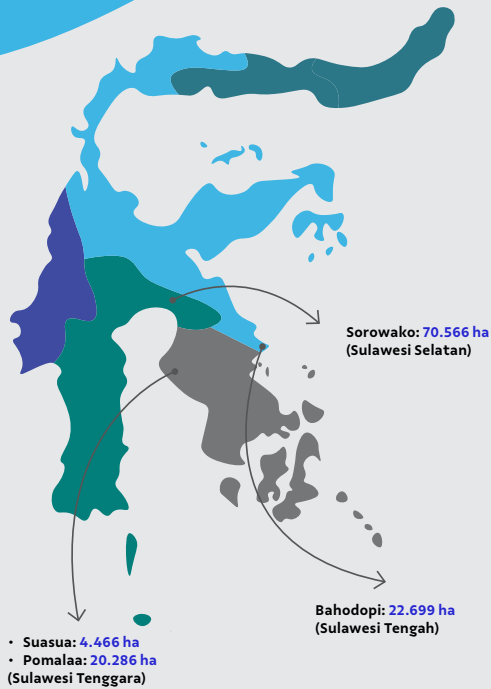 Sorowako: 70.566 ha
(Sulawesi Selatan)
Bahodopi: 22.699 ha
(Sulawesi Tengah)
• Suasua: 4.466 ha
• Pomalaa: 20.286 ha
(Sulawesi Tenggara)